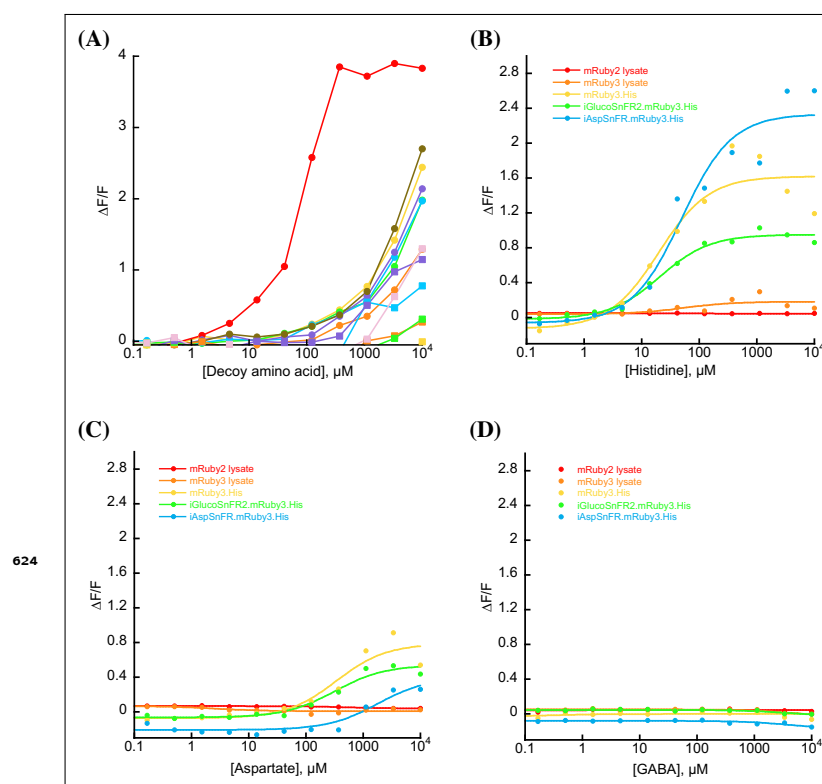 (A)
4
3
2
1
0
ΔF/F
0.1 1 10 100 1000 10⁴
[Decoy amino acid], µM
(B)
mRuby2 lysate
mRuby3 lysate
mRuby3.His
iGlucoSnFR2.mRuby3.His
iAspSnFR.mRuby3.His
2.8
2.4
2
1.6
1.2
0.8
0.4
0
ΔF/F
0.1 1 10 100 1000 10⁴
[Histidine], µM
(C)
mRuby2 lysate
mRuby3 lysate
mRuby3.His
iGlucoSnFR2.mRuby3.His
iAspSnFR.mRuby3.His
2.8
2.4
2
1.6
1.2
0.8
0.4
0
ΔF/F
0.1 1 10 100 1000 10⁴
[Aspartate], µM
(D)
mRuby2 lysate
mRuby3 lysate
mRuby3.His
iGlucoSnFR2.mRuby3.His
iAspSnFR.mRuby3.His
2.8
2.4
2
1.6
1.2
0.8
0.4
0
ΔF/F
0.1 1 10 100 1000 10⁴
[GABA], µM
624